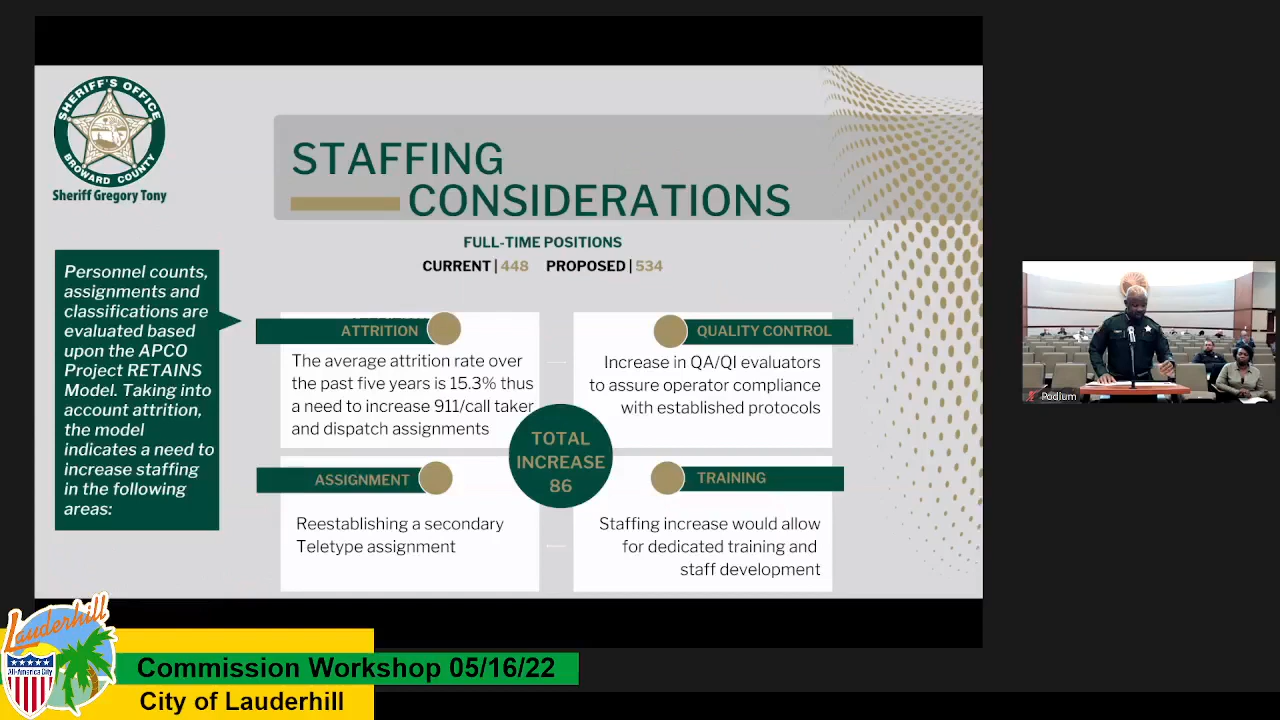 SHERIFF'S OFFICE
BROWARD COUNTY
Sheriff Gregory Tony
STAFFING
CONSIDERATIONS
FULL-TIME POSITIONS
CURRENT | 448 PROPOSED | 534
Personnel counts,
assignments and
classifications are
evaluated based
upon the APCO
Project RETAINS
Model. Taking into
account attrition,
the model
indicates a need to
increase staffing
in the following
areas:
ATTRITION
The average attrition rate over
the past five years is 15.3% thus
a need to increase 911/call taker
and dispatch assignments
QUALITY CONTROL
Increase in QA/QI evaluators
to assure operator compliance
with established protocols
TOTAL
INCREASE
86
ASSIGNMENT
Reestablishing a secondary
Teletype assignment
TRAINING
Staffing increase would allow
for dedicated training and
staff development
Podium
Lauderhill
All-America City
Commission Workshop 05/16/22
City of Lauderhill